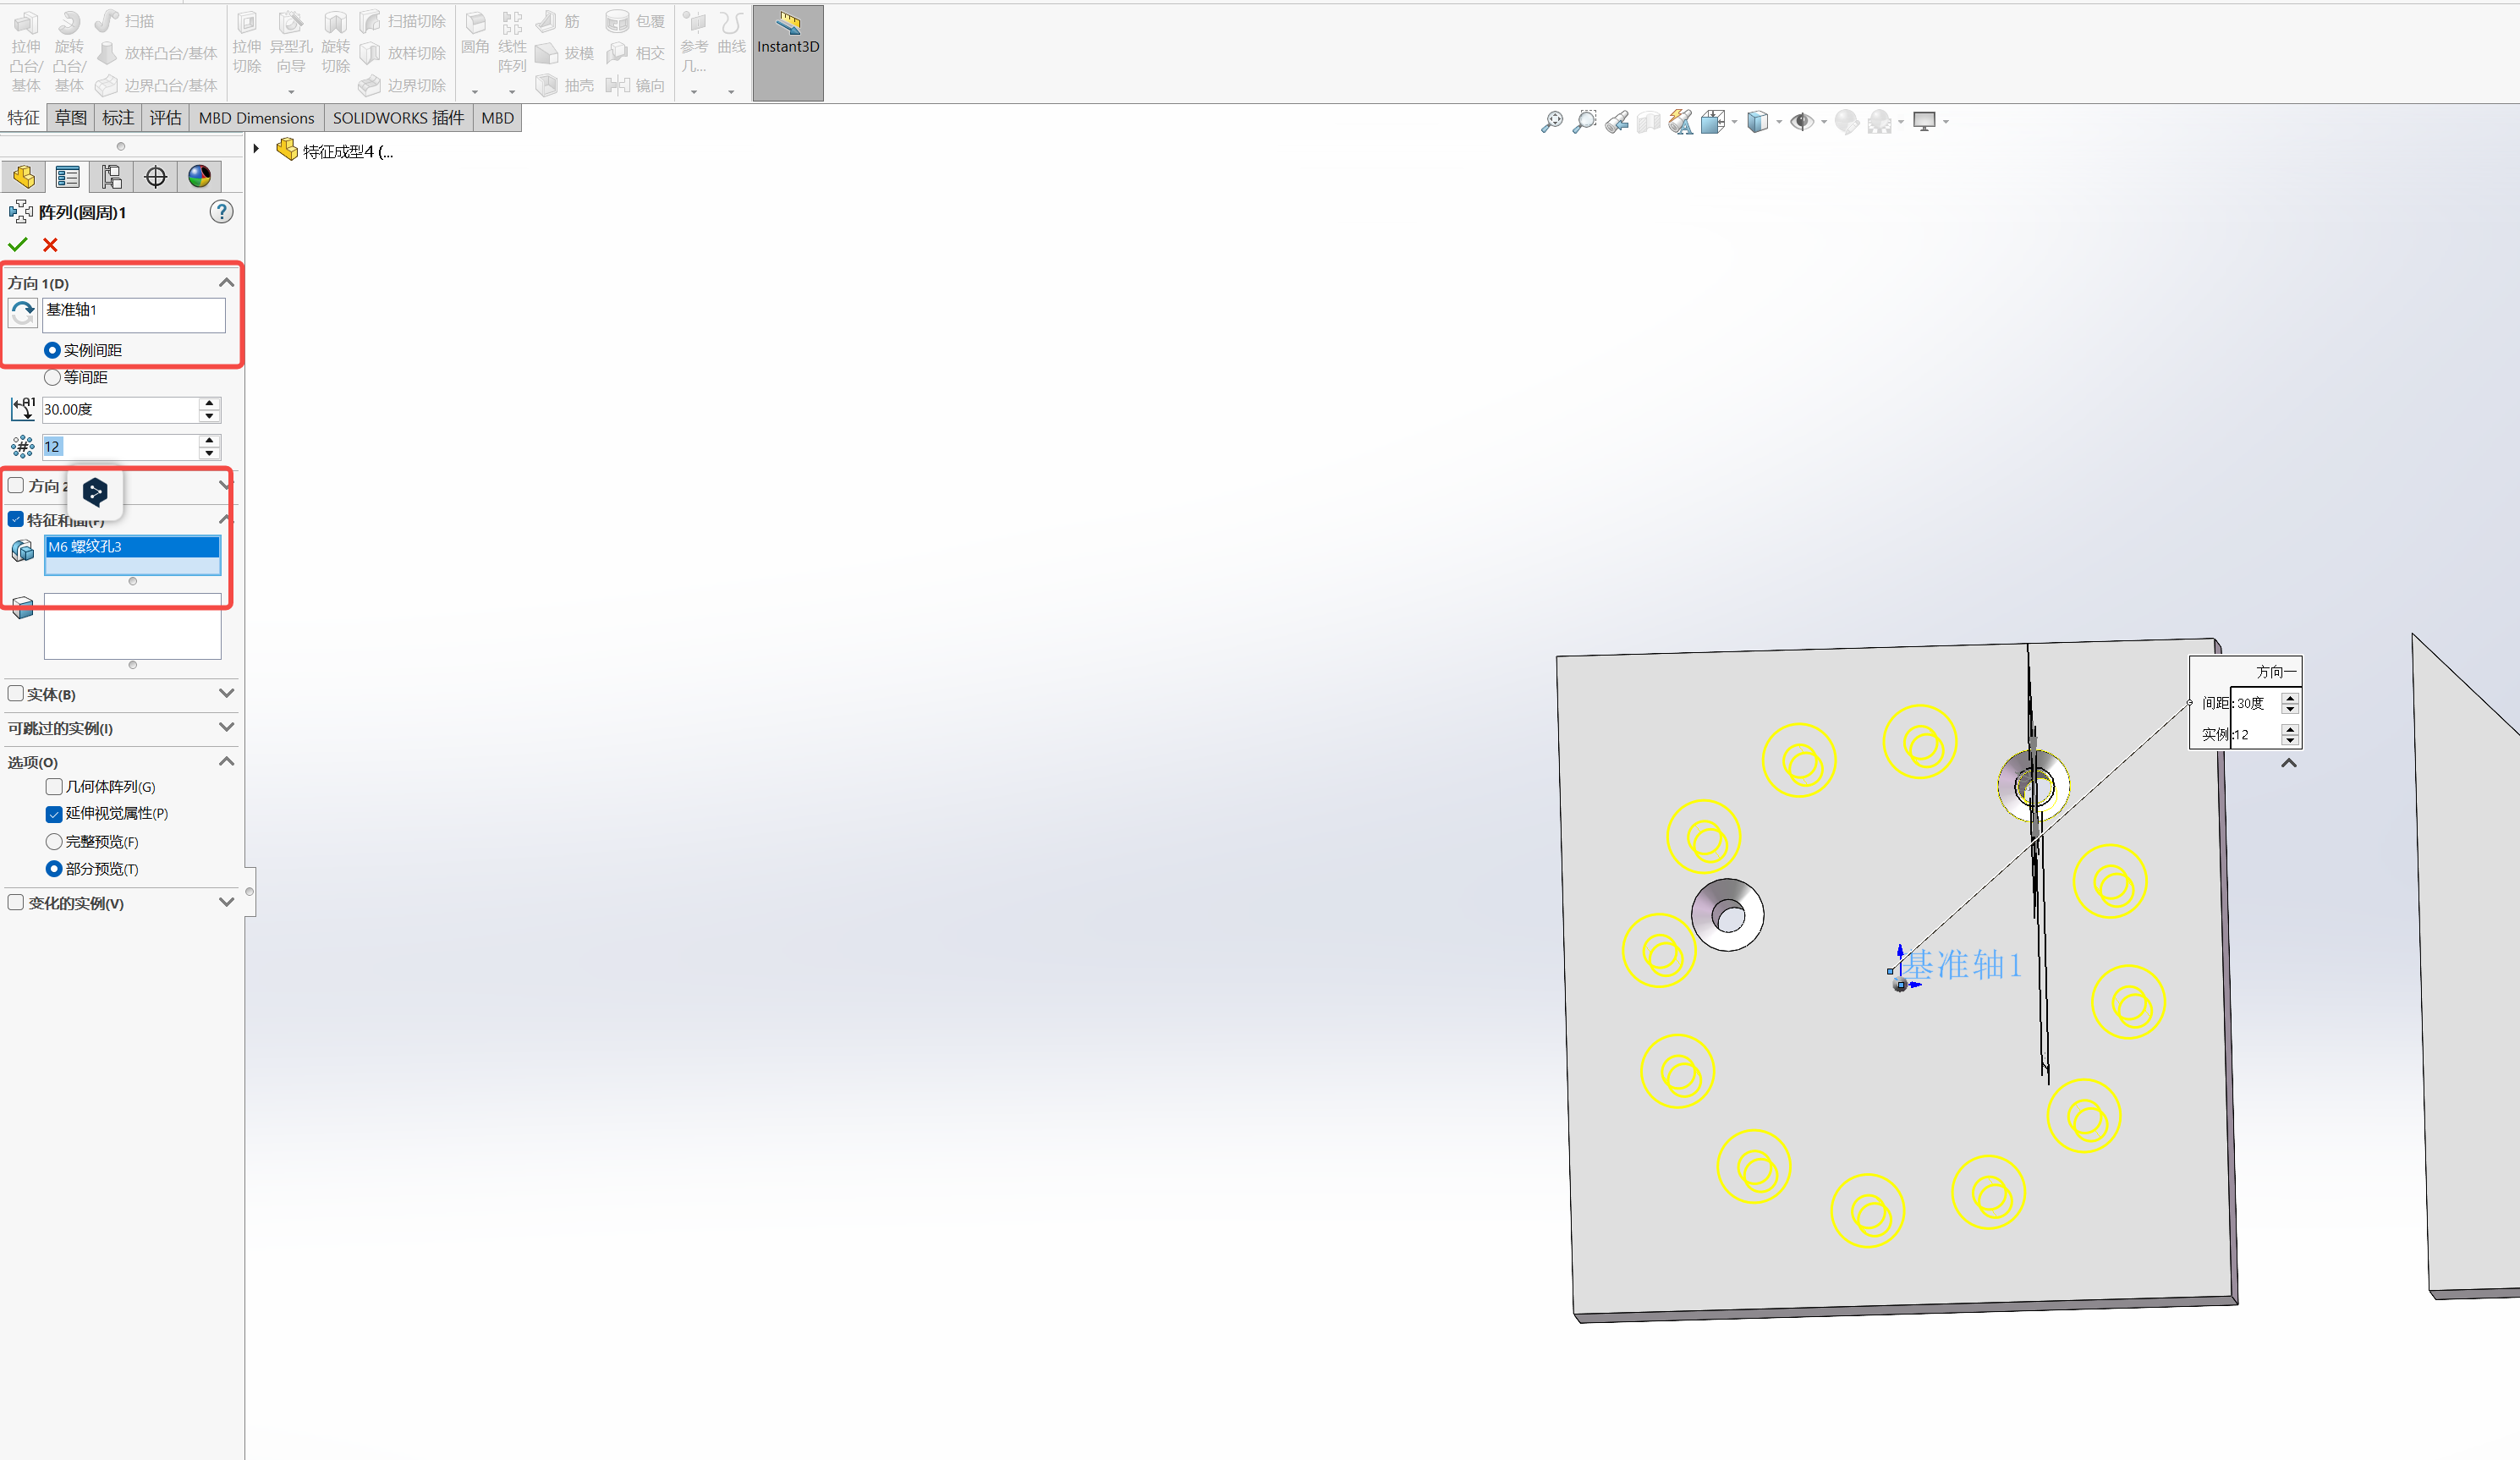 拉伸凸台/基体
旋转凸台/基体
扫描
放样凸台/基体
边界凸台/基体
拉伸切除
异型孔向导
旋转切除
扫描切除
放样切除
边界切除
圆角
线性阵列
筋
拔模
抽壳
包覆
相交
镜向
参考几...
曲线
Instant3D
特征
草图
标注
评估
MBD Dimensions
SOLIDWORKS 插件
MBD
特征成型4 (...
阵列(圆周)1
?
方向 1(D)
基准轴1
实例间距
等间距
A1
30.00度
#
12
方向
特征和面(F)
M6 螺纹孔3
实体(B)
可跳过的实例(I)
选项(O)
几何体阵列(G)
延伸视觉属性(P)
完整预览(F)
部分预览(T)
变化的实例(V)
方向一
间距:30度
实例:12
基准轴1